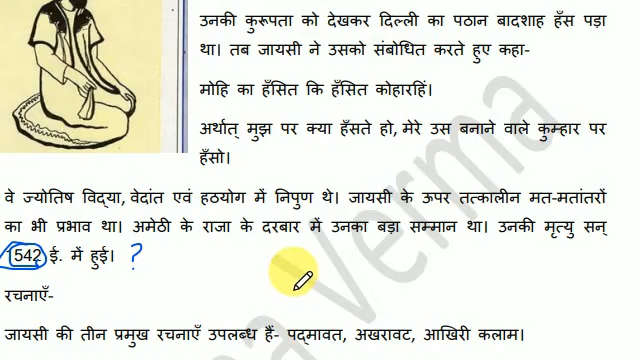 उनकी कुरूपता को देखकर दिल्ली का पठान बादशाह हँस पड़ा
था। तब जायसी ने उसको संबोधित करते हुए कहा-
मोहि का हँसित कि हँसित कोहारहिं।
अर्थात् मुझ पर क्या हँसते हो, मेरे उस बनाने वाले कुम्हार पर
हँसो।
वे ज्योतिष विद्या, वेदांत एवं हठयोग में निपुण थे। जायसी के ऊपर तत्कालीन मत-मतांतरों
का भी प्रभाव था। अमेठी के राजा के दरबार में उनका बड़ा सम्मान था। उनकी मृत्यु सन्
1542 ई. में हुई। ?
रचनाएँ-
जायसी की तीन प्रमुख रचनाएँ उपलब्ध हैं- पद्मावत, अखरावट, आखिरी कलाम।
Verma